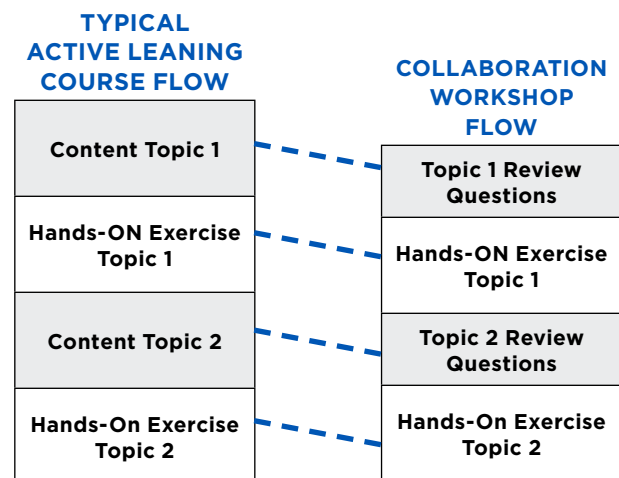 TYPICAL
ACTIVE LEANING
COURSE FLOW
Content Topic 1
Hands-ON Exercise
Topic 1
Content Topic 2
Hands-On Exercise
Topic 2
COLLABORATION
WORKSHOP
FLOW
Topic 1 Review
Questions
Hands-ON Exercise
Topic 1
Topic 2 Review
Questions
Hands-On Exercise
Topic 2